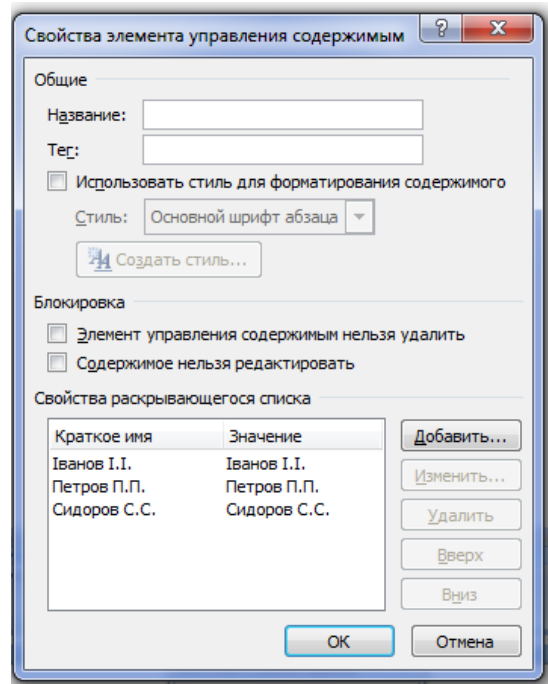 Свойства элемента управления содержимым
Общие
Название:
Тег:
Использовать стиль для форматирования содержимого
Стиль: Основной шрифт абзаца
Создать стиль...
Блокировка
Элемент управления содержимым нельзя удалить
Содержимое нельзя редактировать
Свойства раскрывающегося списка
Краткое имя Значение Добавить...
Іванов І.І. Іванов І.І.
Изменить...
Петров П.П. Петров П.П.
Сидоров С.С. Сидоров С.С.
Удалить
Вверх
Вниз
ОК Отмена